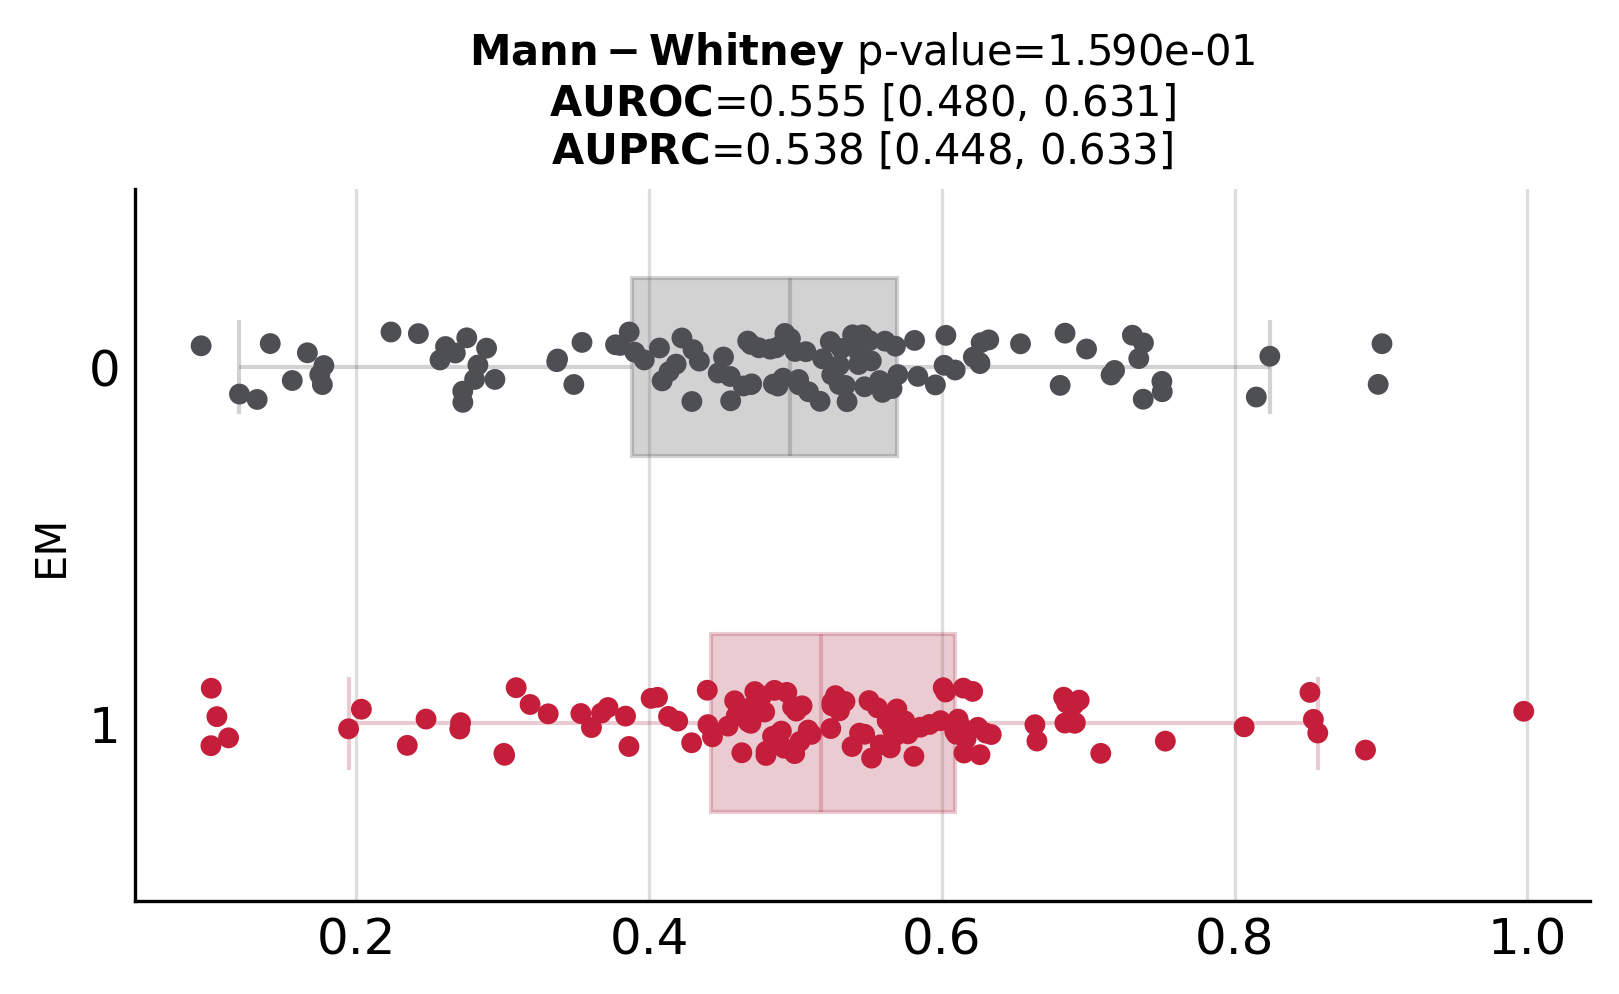 Mann − Whitney p-value=1.590e-01
AUROC=0.555 [0.480, 0.631]
AUPRC=0.538 [0.448, 0.633]
0
EM
1
0.2 0.4 0.6 0.8 1.0